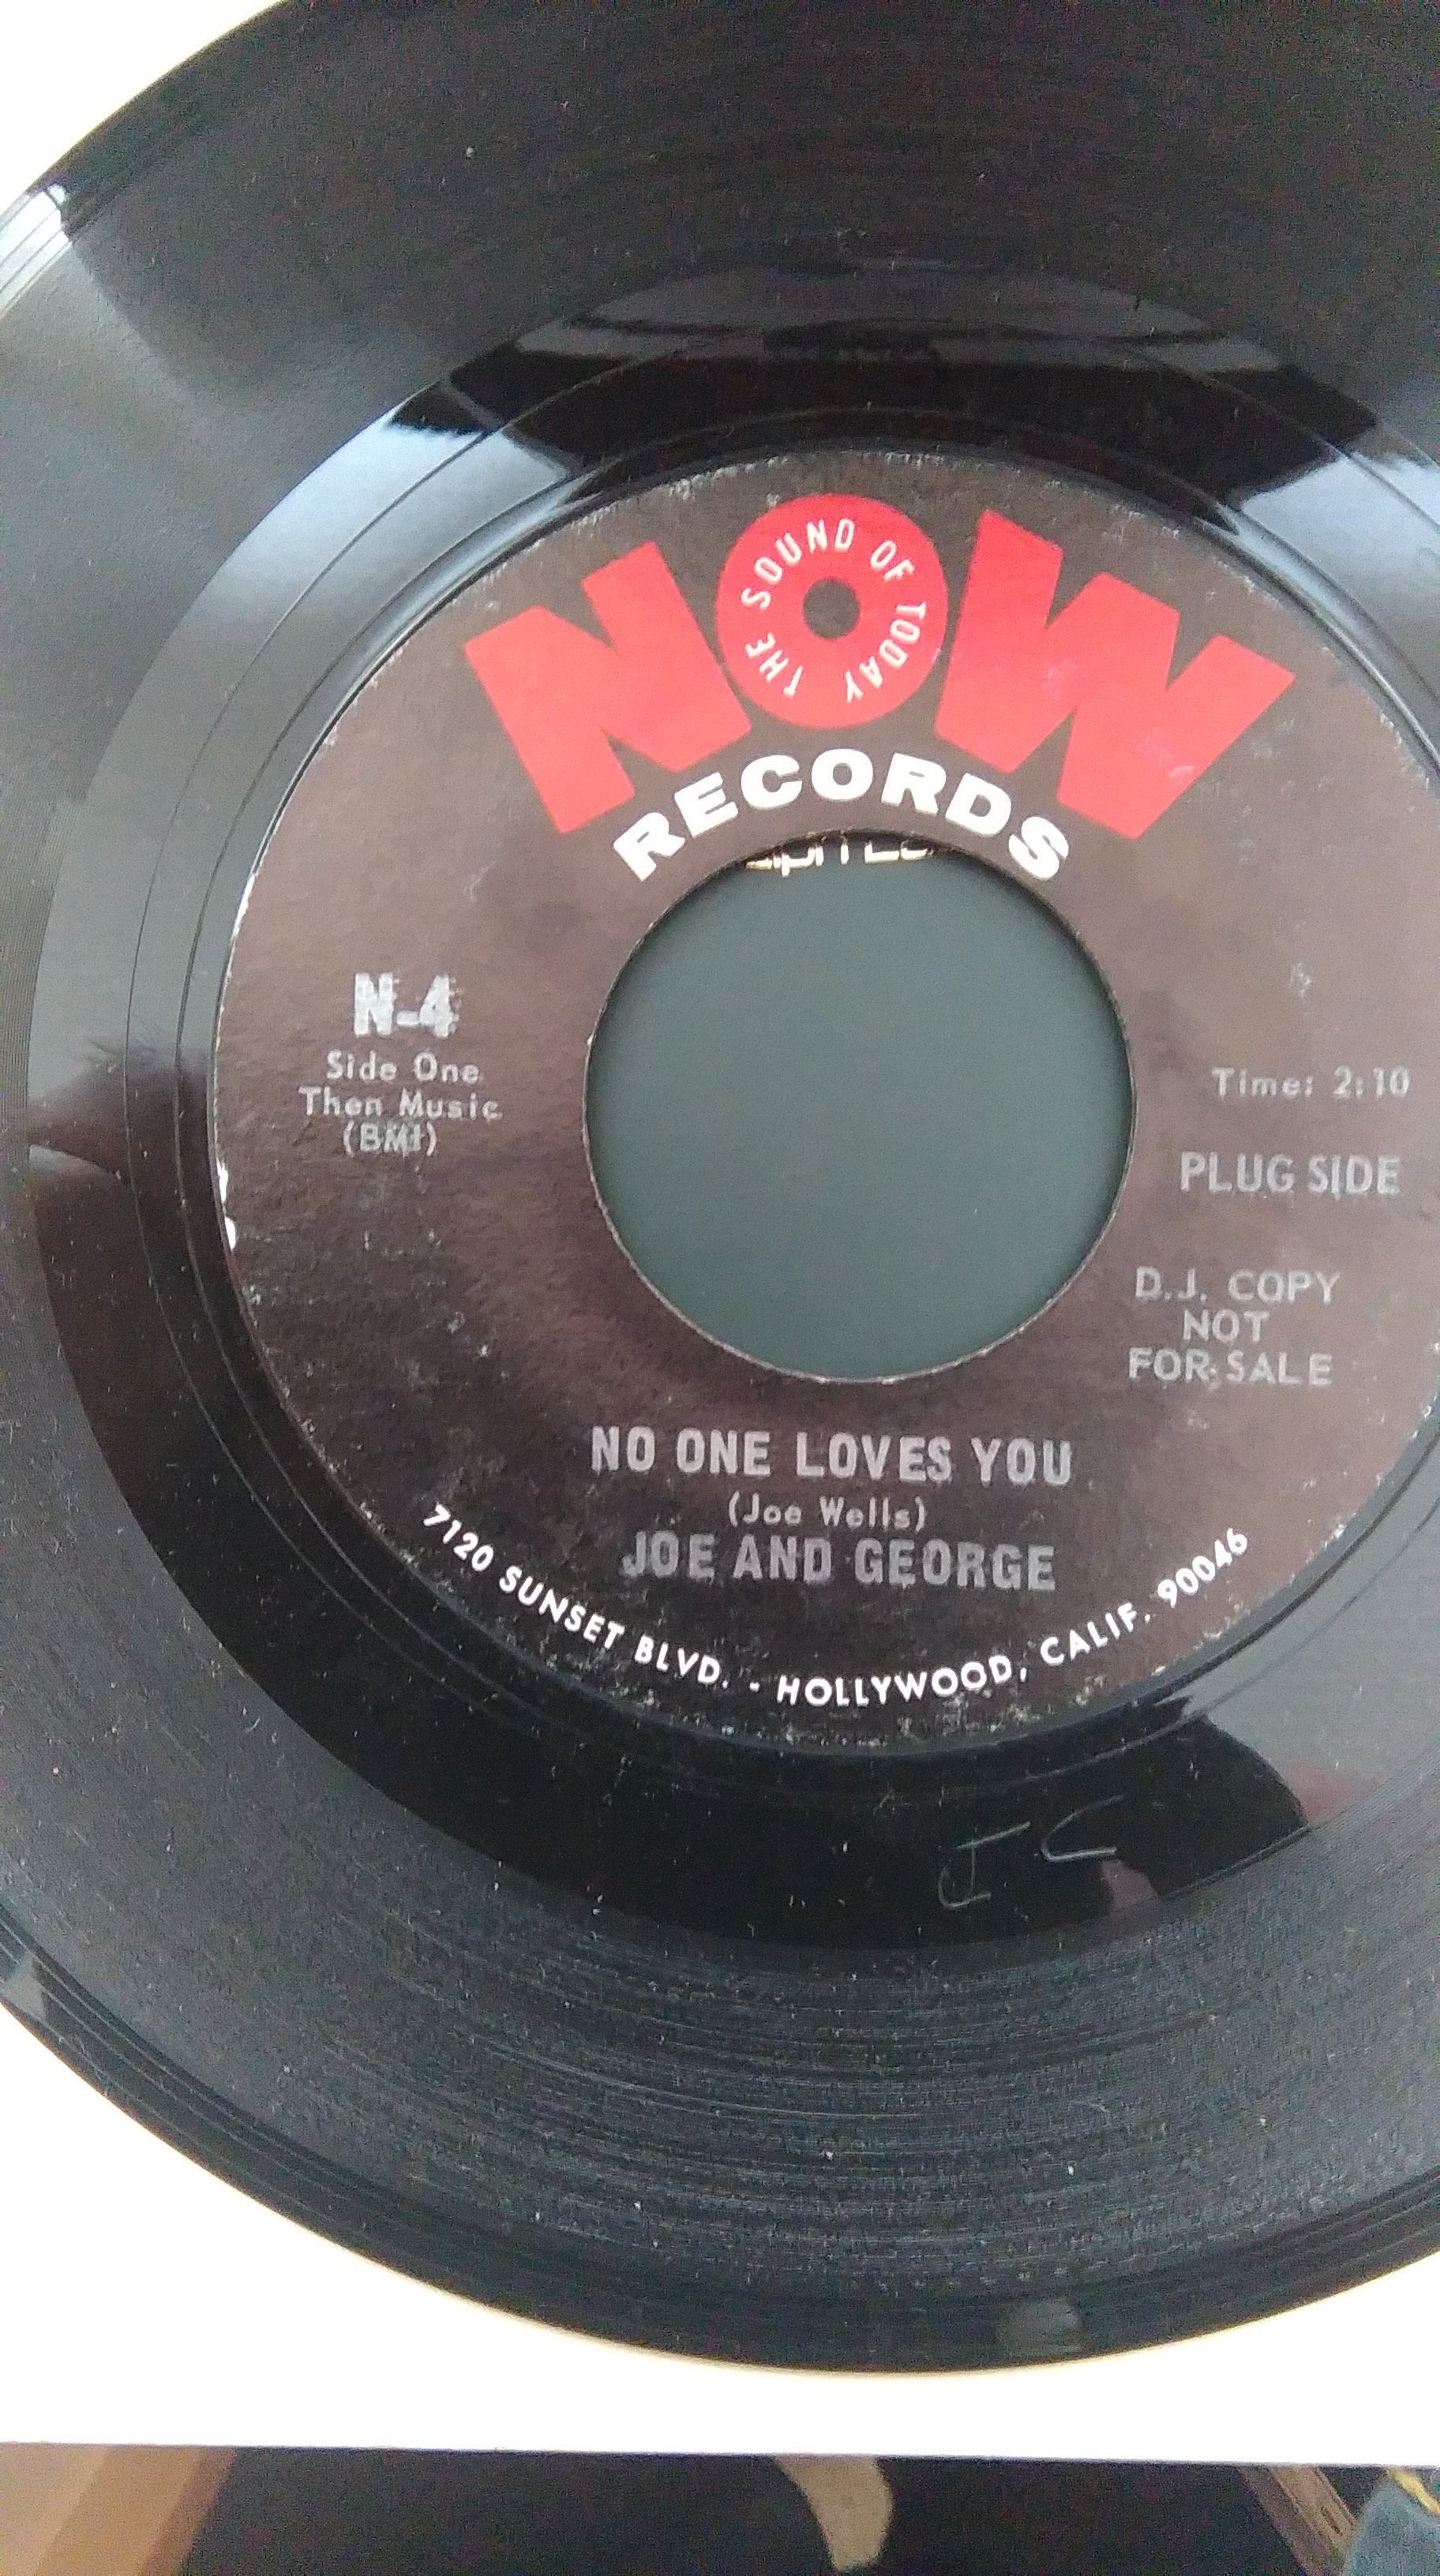 NOW
THE SOUND OF TODAY
RECORDS
N-4
Side One
Then Music
(BMI)
Time: 2:10
PLUG SIDE
D.J. COPY
NOT
FOR SALE
NO ONE LOVES YOU
(Joe Wells)
JOE AND GEORGE
7120 SUNSET BLVD. - HOLLYWOOD, CALIF. 90046